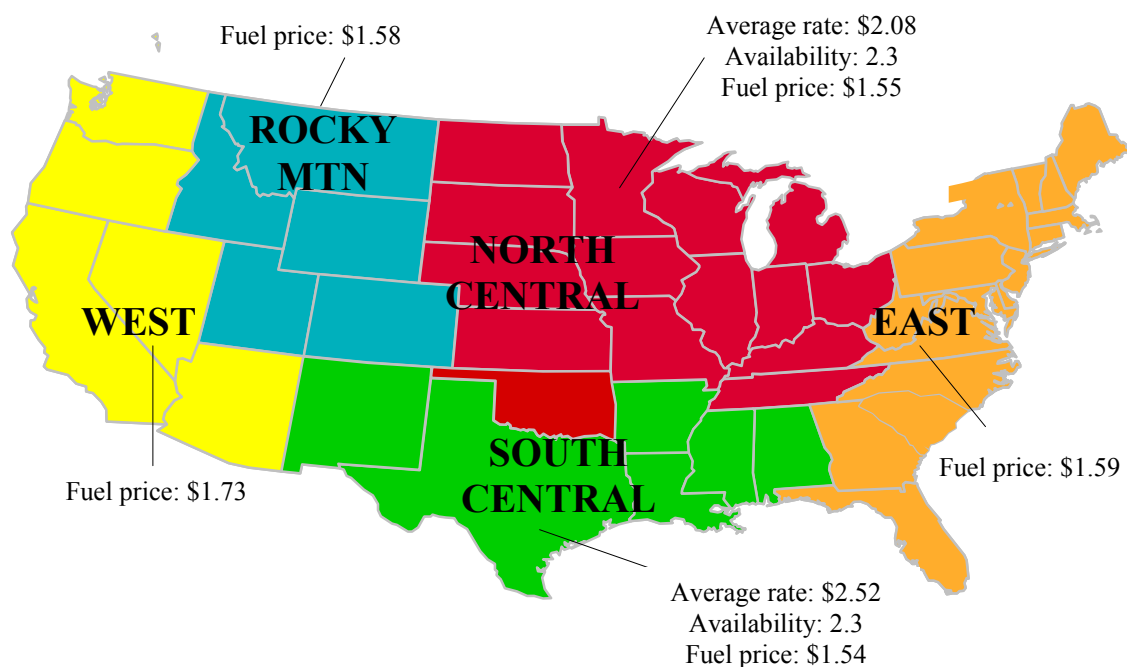 Fuel price: $1.58
Average rate: $2.08
Availability: 2.3
Fuel price: $1.55
ROCKY
MTN
NORTH
CENTRAL
WEST
EAST
SOUTH
CENTRAL
Fuel price: $1.73
Fuel price: $1.59
Average rate: $2.52
Availability: 2.3
Fuel price: $1.54